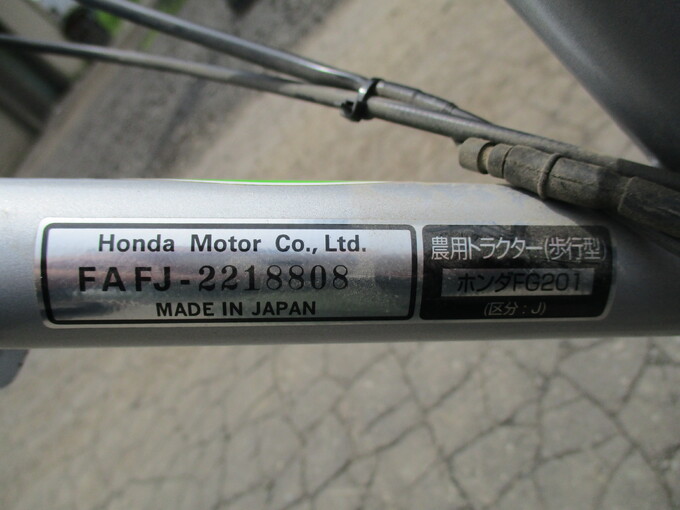 Honda Motor Co., Ltd.
FAFJ-2218808
MADE IN JAPAN
農用トラクター(歩行型)
ホンダFG201
(区分:J)